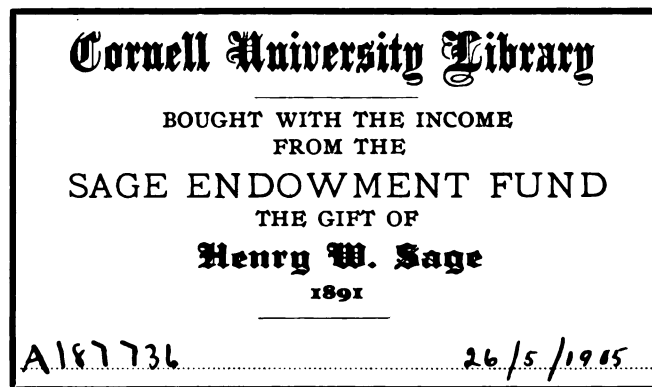 Cornell University Library
BOUGHT WITH THE INCOME
FROM THE
SAGE ENDOWMENT FUND
THE GIFT OF
Henry W. Sage
1891
A187736 26/5/1905